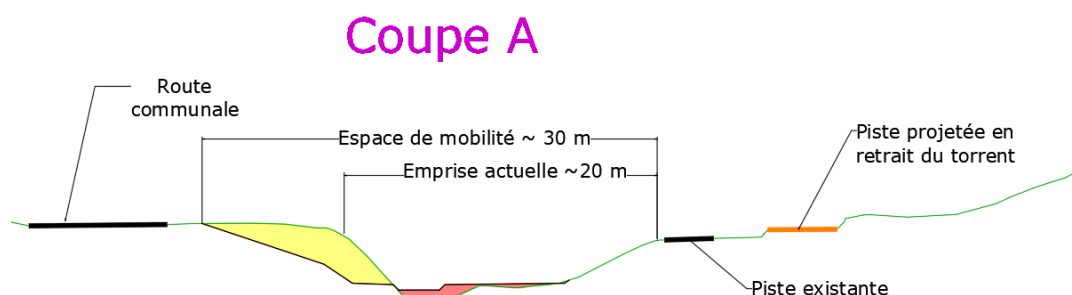 Coupe A
Route
communale
Espace de mobilité ~ 30 m
Emprise actuelle ~20 m
Piste projetée en
retrait du torrent
Piste existante